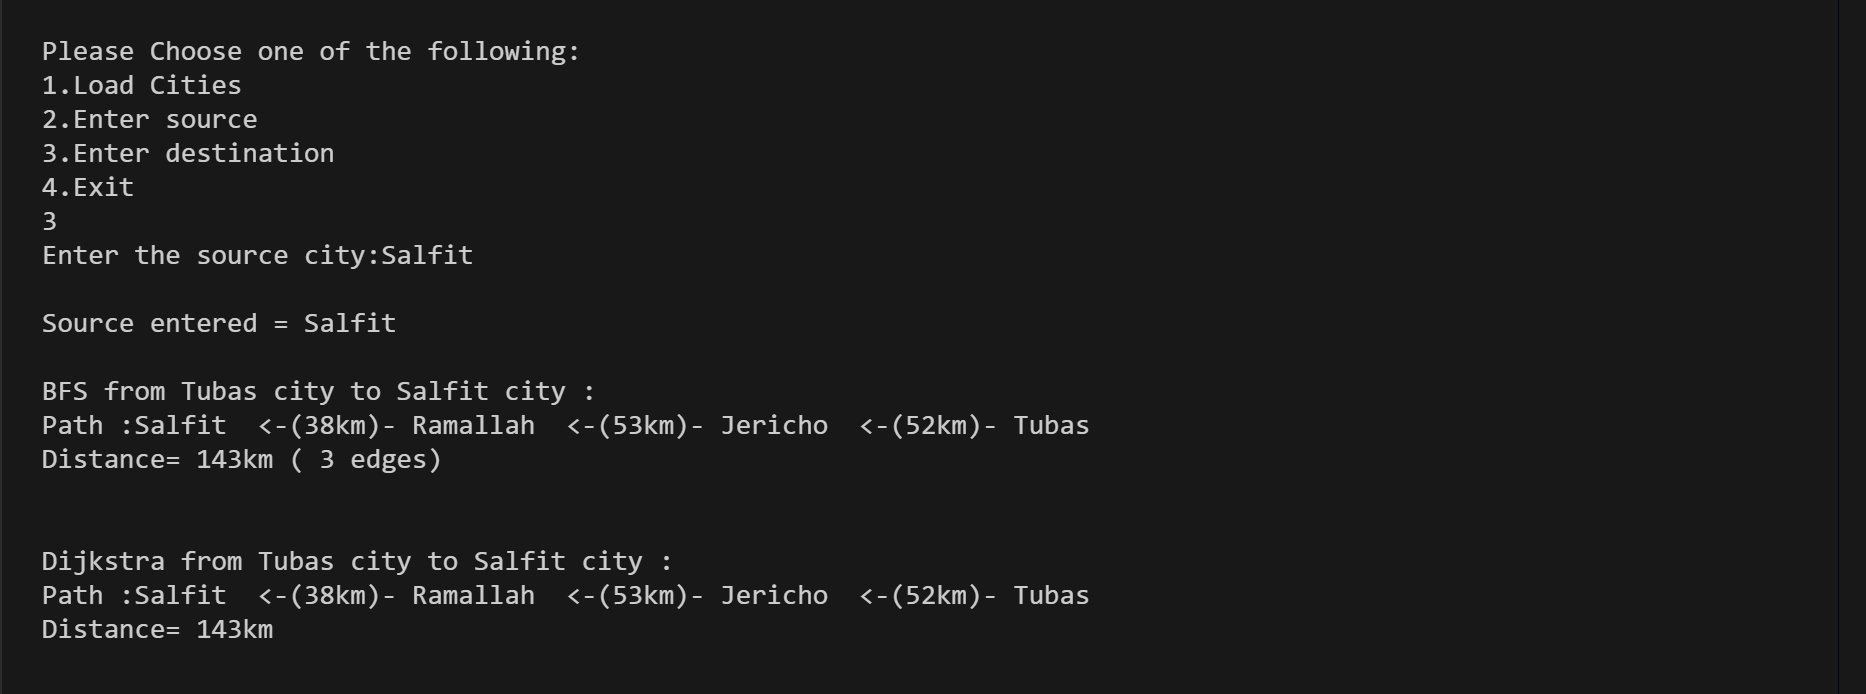 Please Choose one of the following:
1.Load Cities
2.Enter source
3.Enter destination
4.Exit
3
Enter the source city:Salfit
Source entered = Salfit
BFS from Tubas city to Salfit city :
Path :Salfit  <-(38km)- Ramallah  <-(53km)- Jericho  <-(52km)- Tubas
Distance= 143km ( 3 edges)
Dijkstra from Tubas city to Salfit city :
Path :Salfit  <-(38km)- Ramallah  <-(53km)- Jericho  <-(52km)- Tubas
Distance= 143km